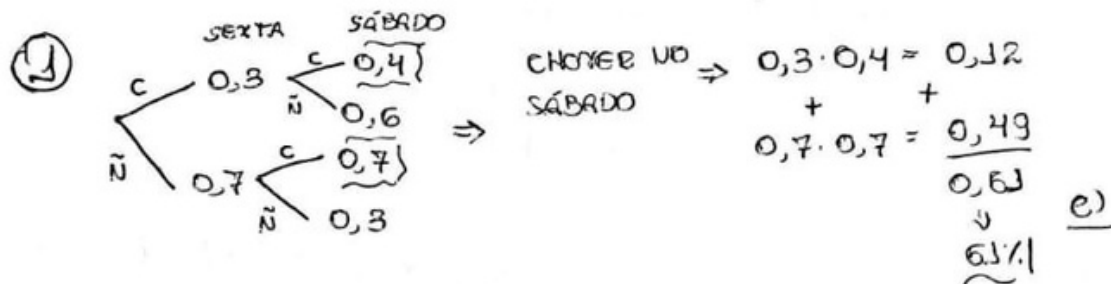 1
SEXTA SÁBADO
C 0,3 C 0,4
Ñ 0,6
Ñ 0,7 C 0,7
Ñ 0,3
⇒ CHOVER NO SÁBADO ⇒
0,3 · 0,4 = 0,12
+ +
0,7 · 0,7 = 0,49
0,61
⇓
61%
e)